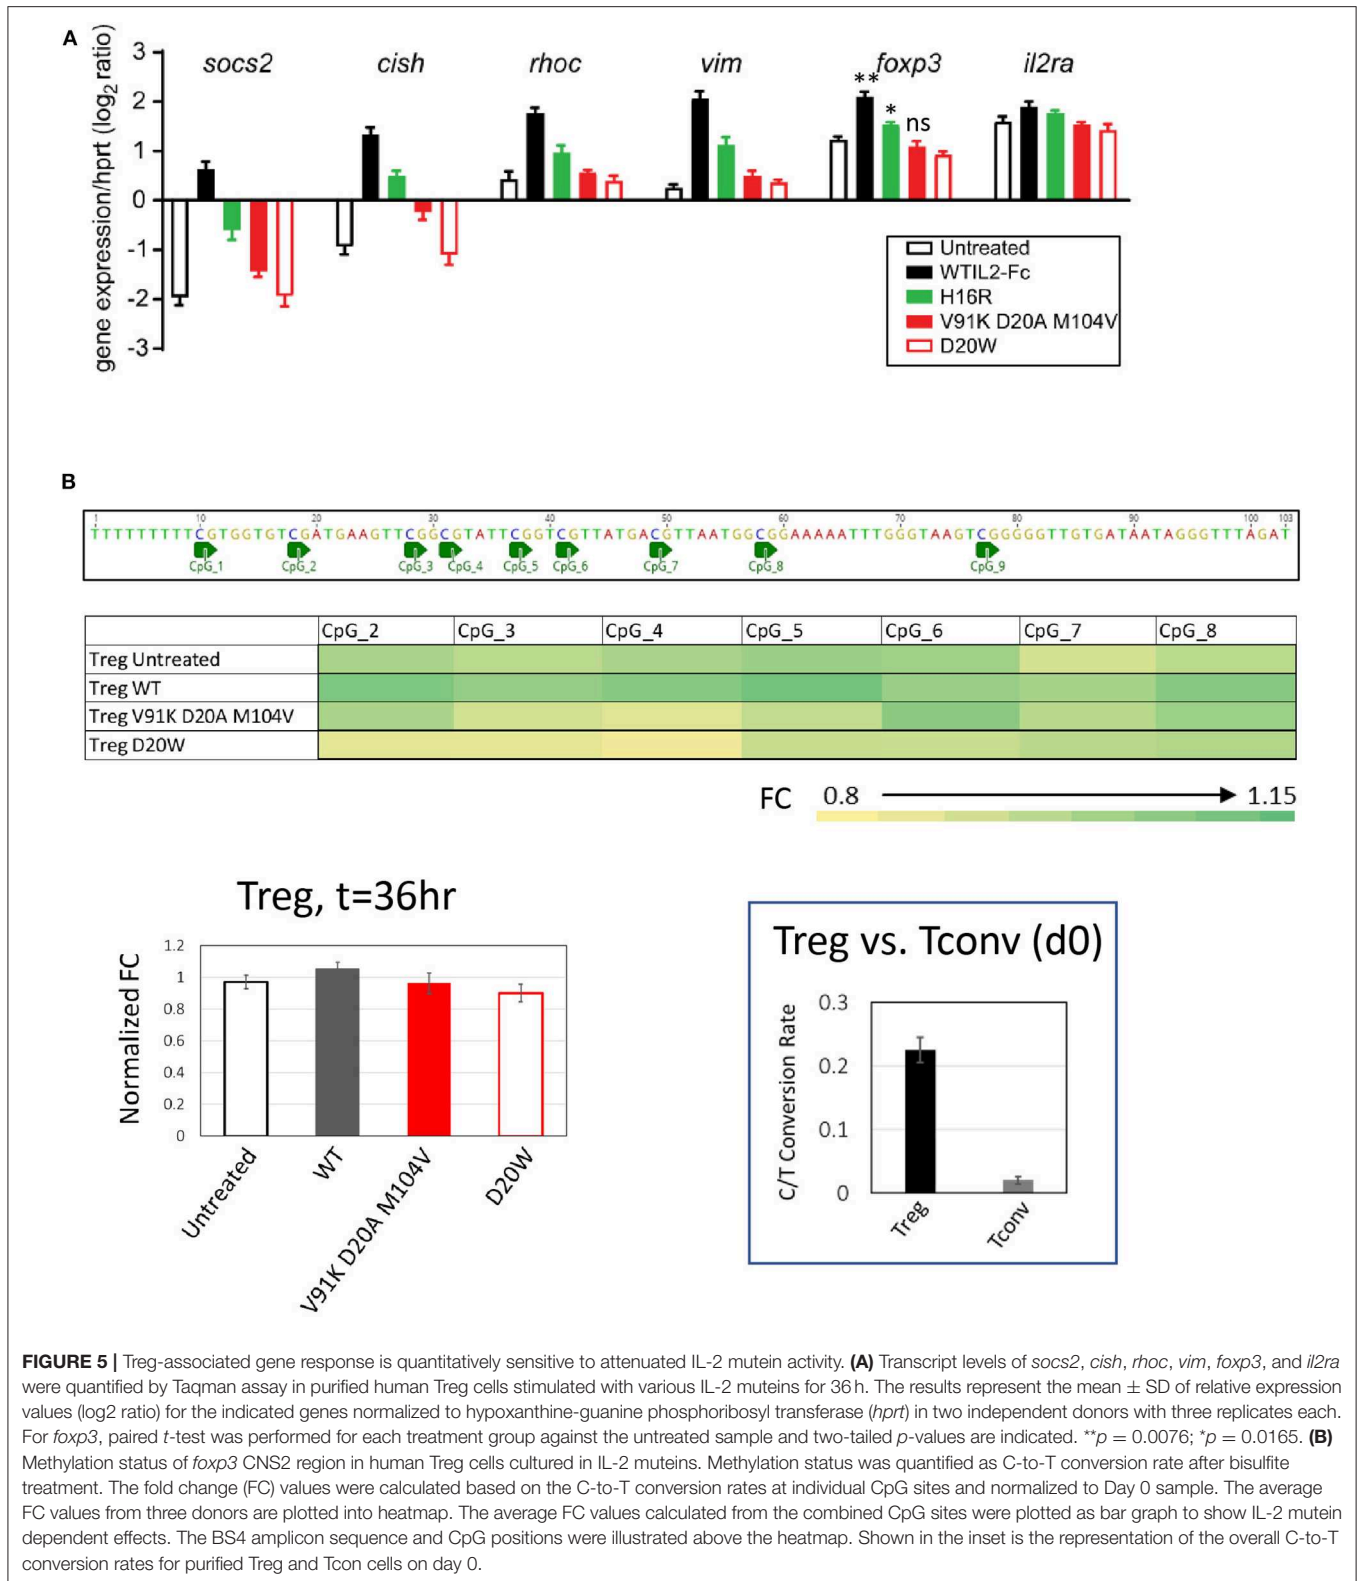 A
3
2
1
0
-1
-2
-3
gene expression/hprt (log2 ratio)
socs2 cish rhoc vim foxp3 il2ra
** * ns
Untreated
WTIL2-Fc
H16R
V91K D20A M104V
D20W
B
1 10 20 30 40 50 60 70 80 90 100 103
TTTTTTTTTCGTGGTGTCGATGAAGTTCGGCGTATTCGGTCGTTATGACGTTAATGGCGGAAAAATTTGGGTAAGTCGGGGGTTGTGATAATAGGGTTTAGAT
CpG_1 CpG_2 CpG_3 CpG_4 CpG_5 CpG_6 CpG_7 CpG_8 CpG_9
CpG_2 CpG_3 CpG_4 CpG_5 CpG_6 CpG_7 CpG_8
Treg Untreated
Treg WT
Treg V91K D20A M104V
Treg D20W
FC 0.8 1.15
Treg, t=36hr
Normalized FC
1.2
1
0.8
0.6
0.4
0.2
0
Untreated
WT
V91K D20A M104V
D20W
Treg vs. Tconv (d0)
C/T Conversion Rate
0.3
0.2
0.1
0
Treg
Tconv
FIGURE 5 | Treg-associated gene response is quantitatively sensitive to attenuated IL-2 mutein activity. (A) Transcript levels of socs2, cish, rhoc, vim, foxp3, and il2ra
were quantified by Taqman assay in purified human Treg cells stimulated with various IL-2 muteins for 36 h. The results represent the mean ± SD of relative expression
values (log2 ratio) for the indicated genes normalized to hypoxanthine-guanine phosphoribosyl transferase (hprt) in two independent donors with three replicates each.
For foxp3, paired t-test was performed for each treatment group against the untreated sample and two-tailed p-values are indicated. **p = 0.0076; *p = 0.0165. (B)
Methylation status of foxp3 CNS2 region in human Treg cells cultured in IL-2 muteins. Methylation status was quantified as C-to-T conversion rate after bisulfite
treatment. The fold change (FC) values were calculated based on the C-to-T conversion rates at individual CpG sites and normalized to Day 0 sample. The average
FC values from three donors are plotted into heatmap. The average FC values calculated from the combined CpG sites were plotted as bar graph to show IL-2 mutein
dependent effects. The BS4 amplicon sequence and CpG positions were illustrated above the heatmap. Shown in the inset is the representation of the overall C-to-T
conversion rates for purified Treg and Tcon cells on day 0.